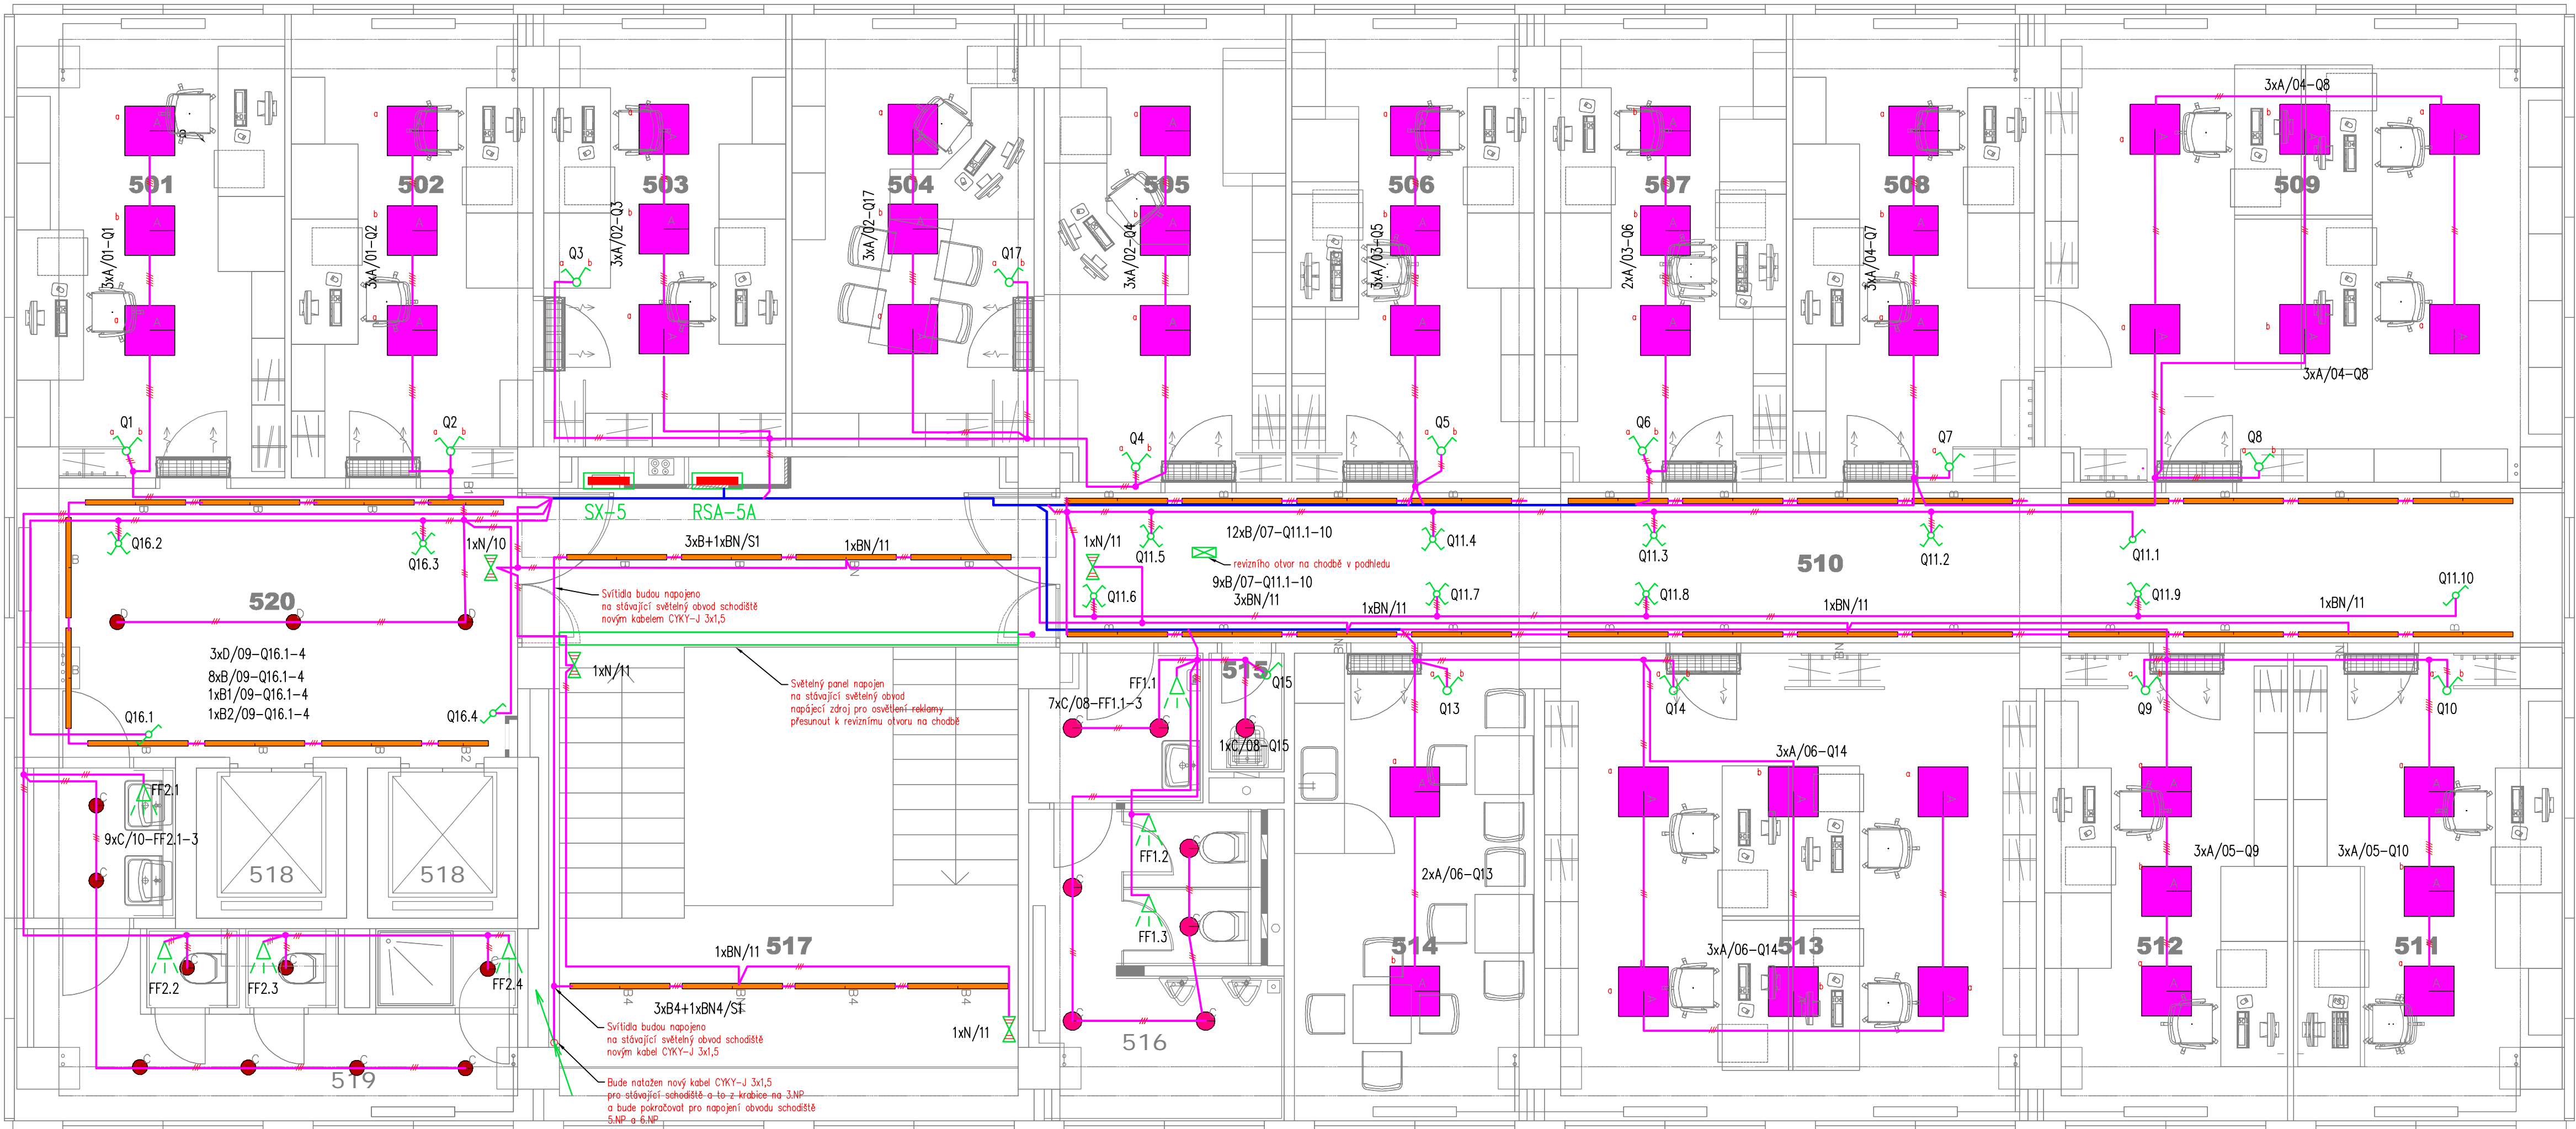 3xA/04-Q8
501
502
503
504
505
506
507
508
509
3xA/01-Q1
3xA/01-Q2
3xA/02-Q3
3xA/02-Q17
3xA/02-Q4
3xA/03-Q5
2xA/03-Q6
3xA/04-Q7
3xA/04-Q8
Q3
Q17
Q1
Q2
Q4
Q5
Q6
Q7
Q8
SX-5
RSA-5A
B1
Q16.2
Q16.3
1xN/10
3xB+1xBN/S1
1xBN/11
1xN/11
Q11.5
12xB/07-Q11.1-10
Q11.4
Q11.3
Q11.2
Q11.1
510
revizního otvor na chodbě v podhledu
9xB/07-Q11.1-10
3xBN/11
Q11.6
Q11.7
Q11.8
Q11.9
Q11.10
1xBN/11
1xBN/11
1xBN/11
520
Svítidla budou napojeno
na stávající světelný obvod schodiště
novým kabelem CYKY-J 3x1,5
3xD/09-Q16.1-4
8xB/09-Q16.1-4
1xB1/09-Q16.1-4
1xB2/09-Q16.1-4
Q16.1
Q16.4
B2
1xN/11
Světelný panel napojen
na stávající světelný obvod
napájecí zdroj pro osvětlení reklamy
přesunout k reviznímu otvoru na chodbě
FF1.1
7xC/08-FF1.1-3
515
Q15
1xC/08-Q15
Q13
Q14
Q9
Q10
3xA/06-Q14
FF2.1
9xC/10-FF2.1-3
518
518
FF1.2
FF1.3
2xA/06-Q13
3xA/05-Q9
3xA/05-Q10
514
3xA/06-Q14
513
512
511
517
1xBN/11
FF2.2
FF2.3
FF2.4
B4
BN4
B4
B4
3xB4+1xBN4/S1
1xN/11
516
519
Svítidla budou napojeno
na stávající světelný obvod schodiště
novým kabel CYKY-J 3x1,5
Bude natažen nový kabel CYKY-J 3x1,5
pro stávající schodiště a to z krabice na 3.NP
a bude pokračovat pro napojení obvodu schodiště
5.NP a 6.NP